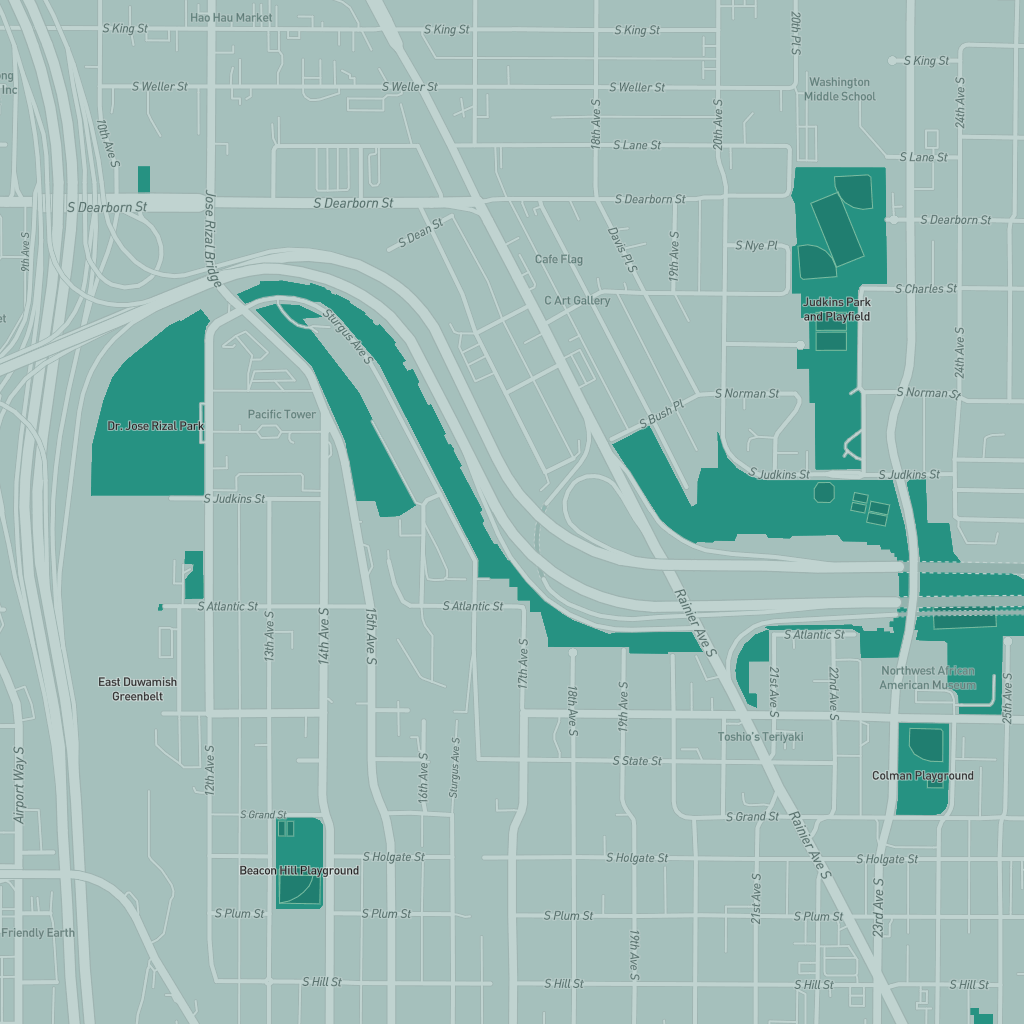 Hao Hau Market
S King St
S King St
S King St
20th Pl S
S King St
ong
Inc
S Weller St
S Weller St
S Weller St
Washington
Middle School
24th Ave S
10th Ave S
18th Ave S
20th Ave S
S Lane St
S Lane St
S Dearborn St
Jose Rizal Bridge
S Dearborn St
S Dearborn St
S Dearborn St
9th Ave S
S Dean St
Davis Pl S
19th Ave S
S Nye Pl
Cafe Flag
C Art Gallery
S Charles St
Judkins Park
and Playfield
et
Sturgus Ave S
24th Ave S
S Norman St
S Norman St
Pacific Tower
S Bush Pl
Dr. Jose Rizal Park
S Judkins St
S Judkins St
S Judkins St
S Atlantic St
S Atlantic St
13th Ave S
14th Ave S
15th Ave S
Rainier Ave S
S Atlantic St
17th Ave S
18th Ave S
19th Ave S
21st Ave S
22nd Ave S
Northwest African
American Museum
25th Ave S
East Duwamish
Greenbelt
Toshio's Teriyaki
Airport Way S
12th Ave S
16th Ave S
Sturgus Ave S
S State St
Colman Playground
S Grand St
S Grand St
Rainier Ave S
S Holgate St
S Holgate St
S Holgate St
Beacon Hill Playground
S Plum St
S Plum St
S Plum St
S Plum St
21st Ave S
23rd Ave S
Friendly Earth
19th Ave S
S Hill St
S Hill St
S Hill St
S Hill St